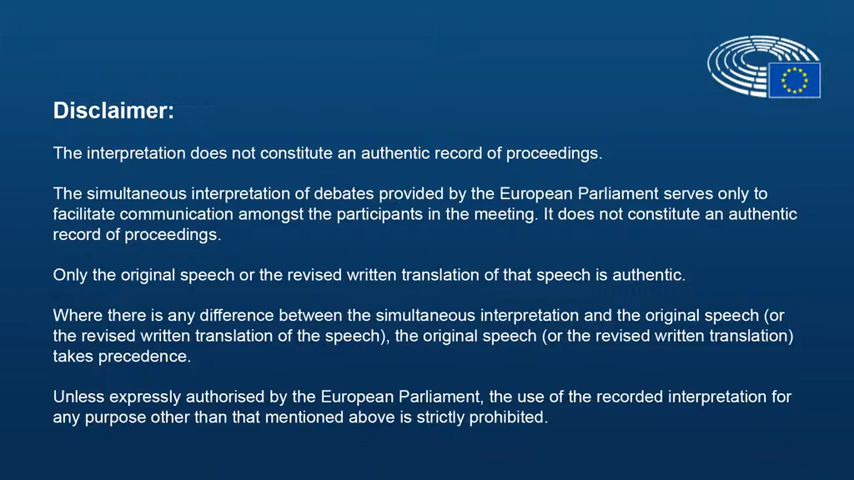 Disclaimer:
The interpretation does not constitute an authentic record of proceedings.
The simultaneous interpretation of debates provided by the European Parliament serves only to
facilitate communication amongst the participants in the meeting. It does not constitute an authentic
record of proceedings.
Only the original speech or the revised written translation of that speech is authentic.
Where there is any difference between the simultaneous interpretation and the original speech (or
the revised written translation of the speech), the original speech (or the revised written translation)
takes precedence.
Unless expressly authorised by the European Parliament, the use of the recorded interpretation for
any purpose other than that mentioned above is strictly prohibited.